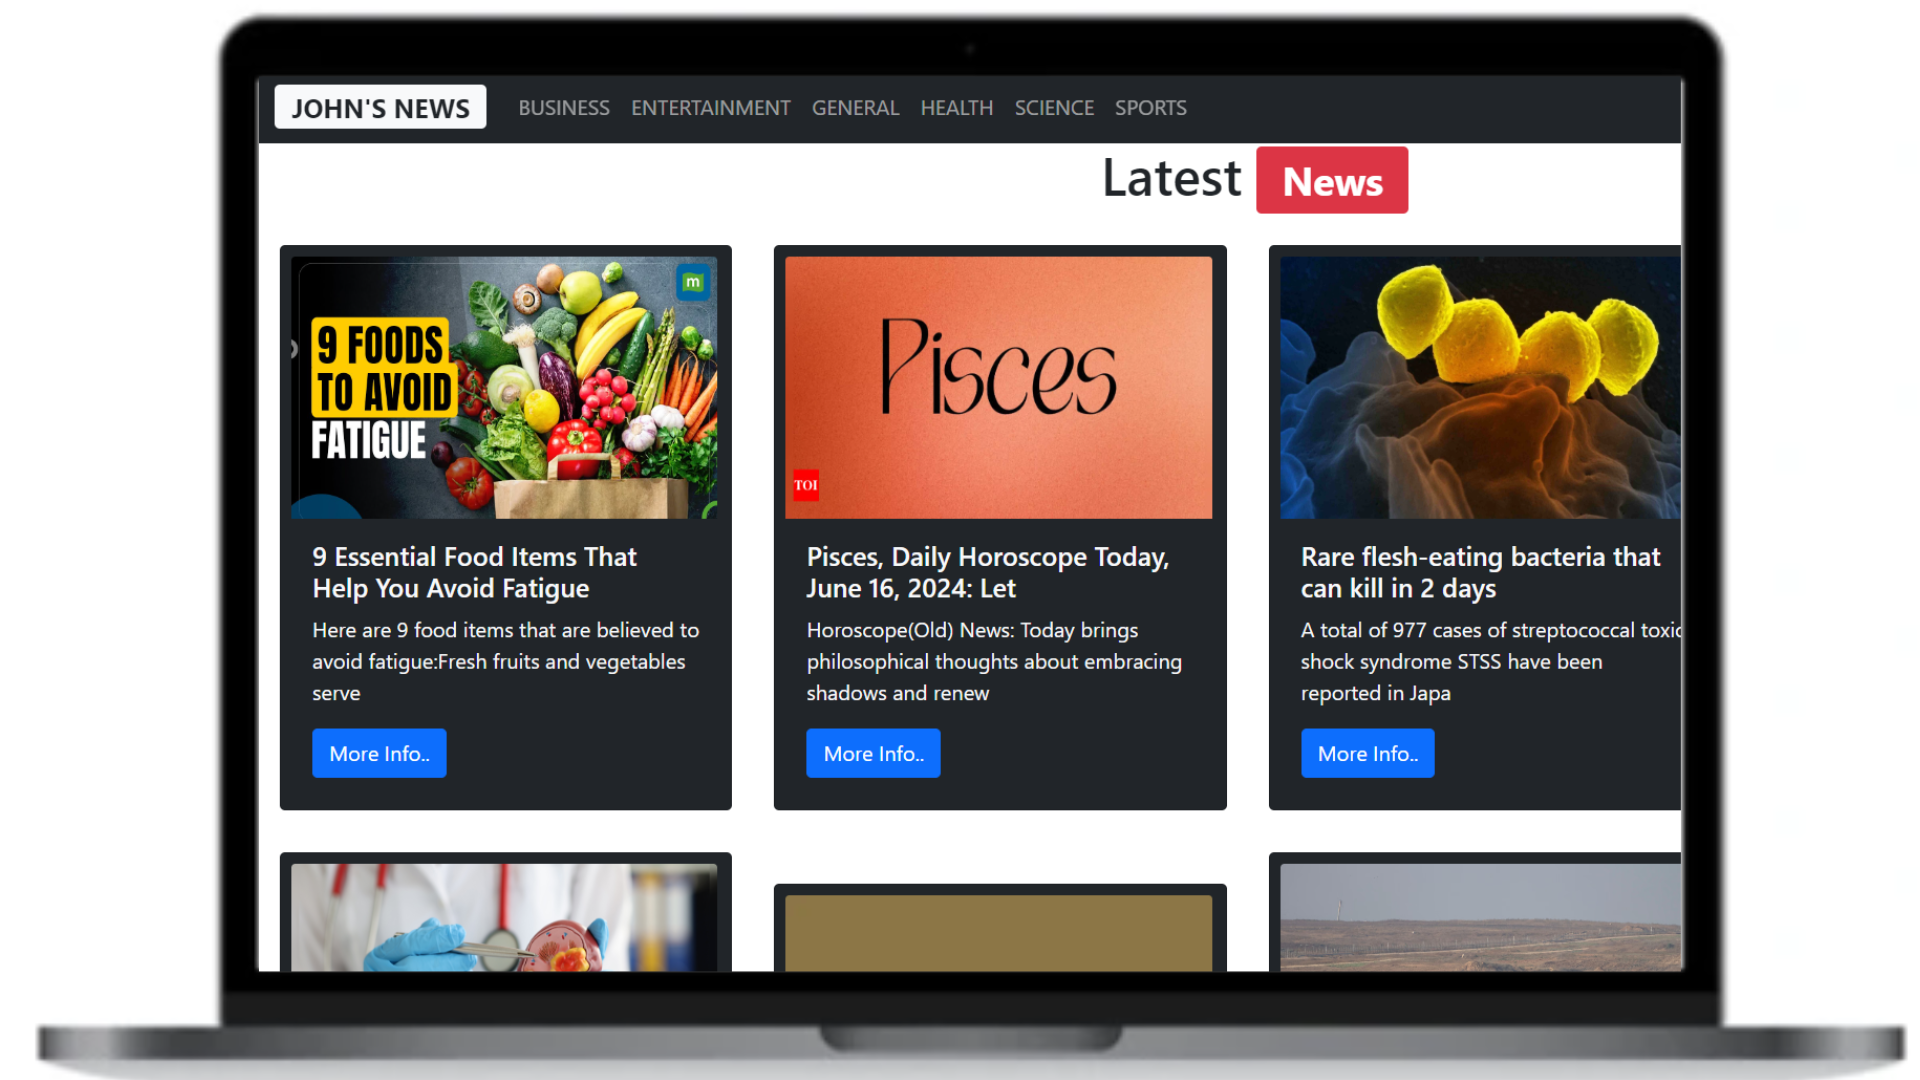 JOHN'S NEWS BUSINESS ENTERTAINMENT GENERAL HEALTH SCIENCE SPORTS
Latest News
m
9 FOODS
TO AVOID
FATIGUE
9 Essential Food Items That
Help You Avoid Fatigue
Here are 9 food items that are believed to
avoid fatigue:Fresh fruits and vegetables
serve
More Info..
Pisces
TOI
Pisces, Daily Horoscope Today,
June 16, 2024: Let
Horoscope(Old) News: Today brings
philosophical thoughts about embracing
shadows and renew
More Info..
Rare flesh-eating bacteria that
can kill in 2 days
A total of 977 cases of streptococcal toxic
shock syndrome STSS have been
reported in Japa
More Info..